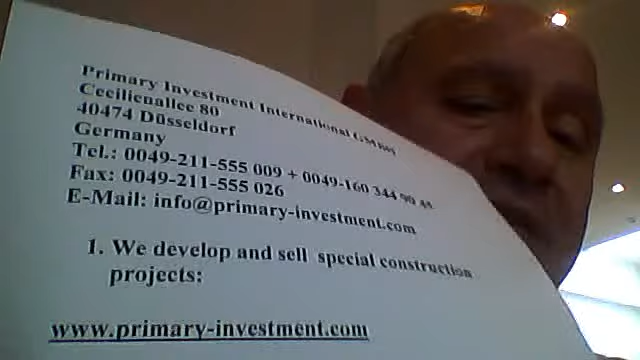 Primary Investment International GMBH
Cecilienallee 80
40474 Düsseldorf
Germany
Tel.: 0049-211-555 009 + 0049-160 344
Fax: 0049-211-555 026
E-Mail: info@primary-investment.com
1. We develop and sell special construction
projects:
www.primary-investment.com